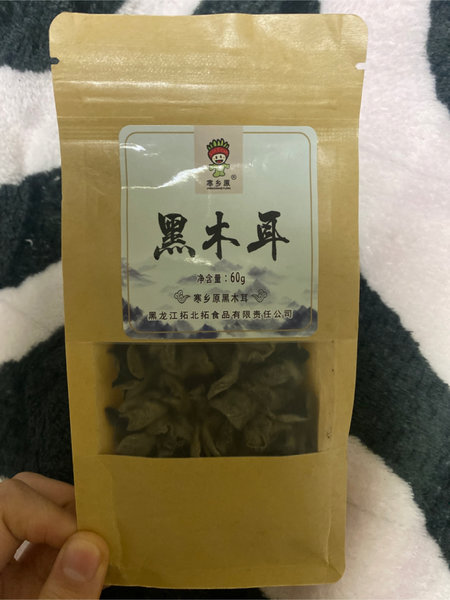 寒乡原®
黑木耳
净含量：60g
寒乡原黑木耳
黑龙江拓北拓食品有限责任公司